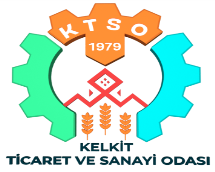 KTSO
1979
KELKİT
TİCARET VE SANAYİ ODASI